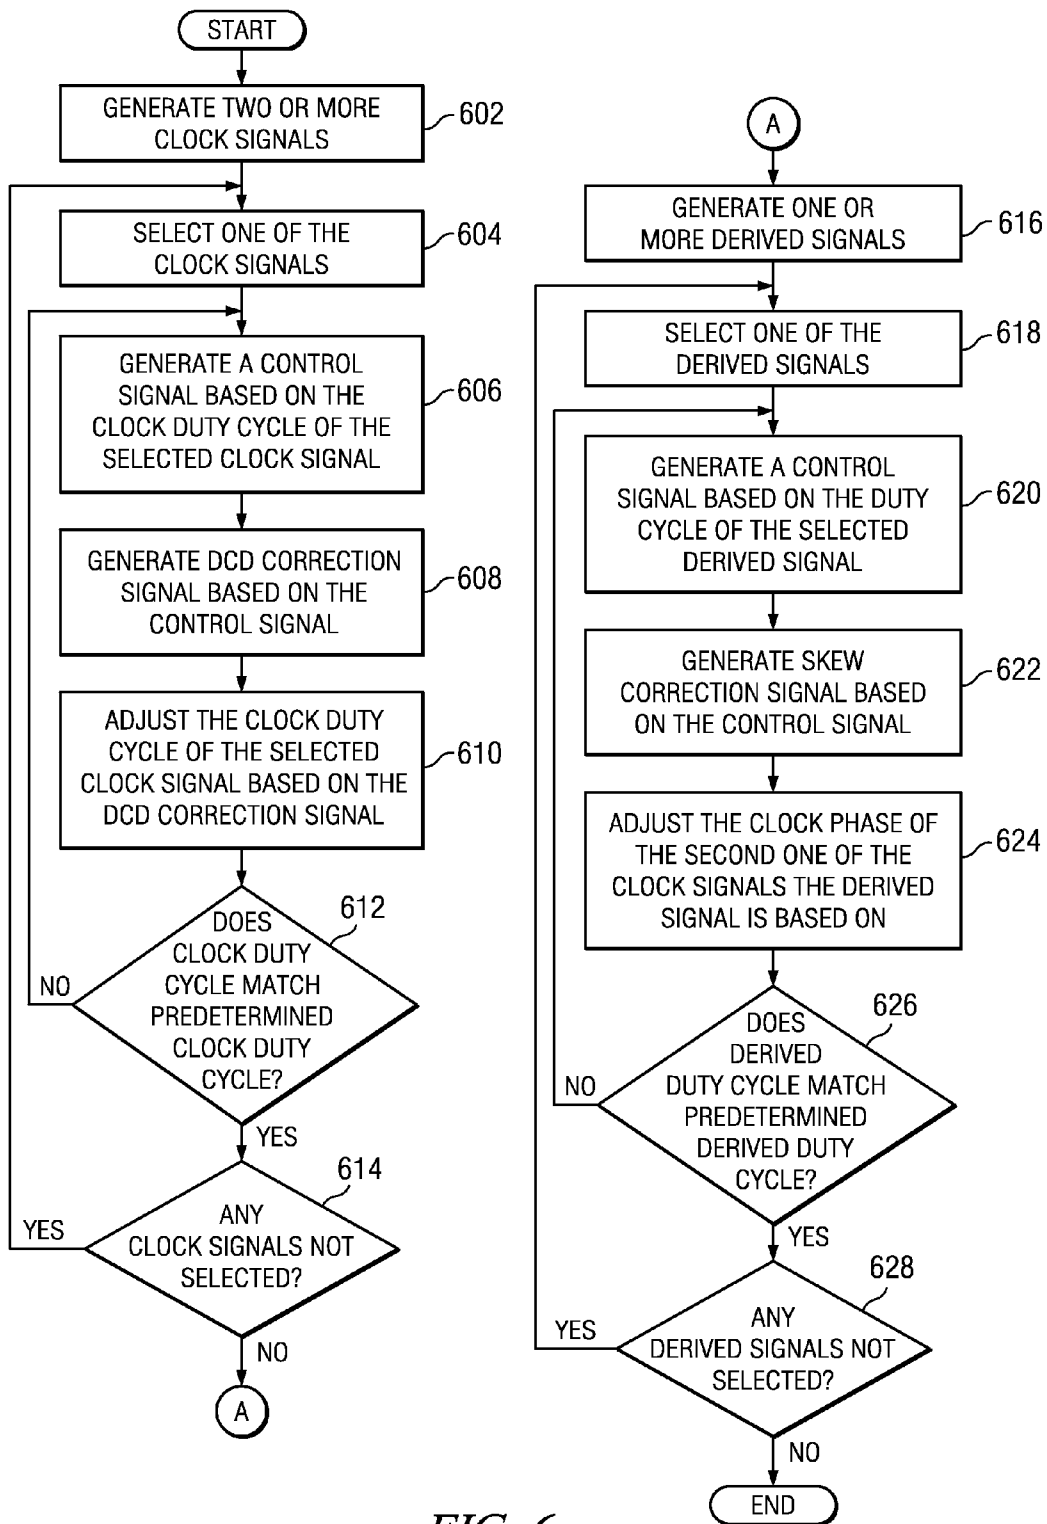 START
GENERATE TWO OR MORE
CLOCK SIGNALS
602
SELECT ONE OF THE
CLOCK SIGNALS
604
GENERATE A CONTROL
SIGNAL BASED ON THE
CLOCK DUTY CYCLE OF THE
SELECTED CLOCK SIGNAL
606
GENERATE DCD CORRECTION
SIGNAL BASED ON THE
CONTROL SIGNAL
608
ADJUST THE CLOCK DUTY
CYCLE OF THE SELECTED
CLOCK SIGNAL BASED ON THE
DCD CORRECTION SIGNAL
610
DOES
CLOCK DUTY
CYCLE MATCH
PREDETERMINED
CLOCK DUTY
CYCLE?
612
NO
YES
ANY
CLOCK SIGNALS NOT
SELECTED?
614
YES
NO
A
A
GENERATE ONE OR
MORE DERIVED SIGNALS
616
SELECT ONE OF THE
DERIVED SIGNALS
618
GENERATE A CONTROL
SIGNAL BASED ON THE DUTY
CYCLE OF THE SELECTED
DERIVED SIGNAL
620
GENERATE SKEW
CORRECTION SIGNAL BASED
ON THE CONTROL SIGNAL
622
ADJUST THE CLOCK PHASE OF
THE SECOND ONE OF THE
CLOCK SIGNALS THE DERIVED
SIGNAL IS BASED ON
624
DOES
DERIVED
DUTY CYCLE MATCH
PREDETERMINED
DERIVED DUTY
CYCLE?
626
NO
YES
ANY
DERIVED SIGNALS NOT
SELECTED?
628
YES
NO
END
FIG. 6